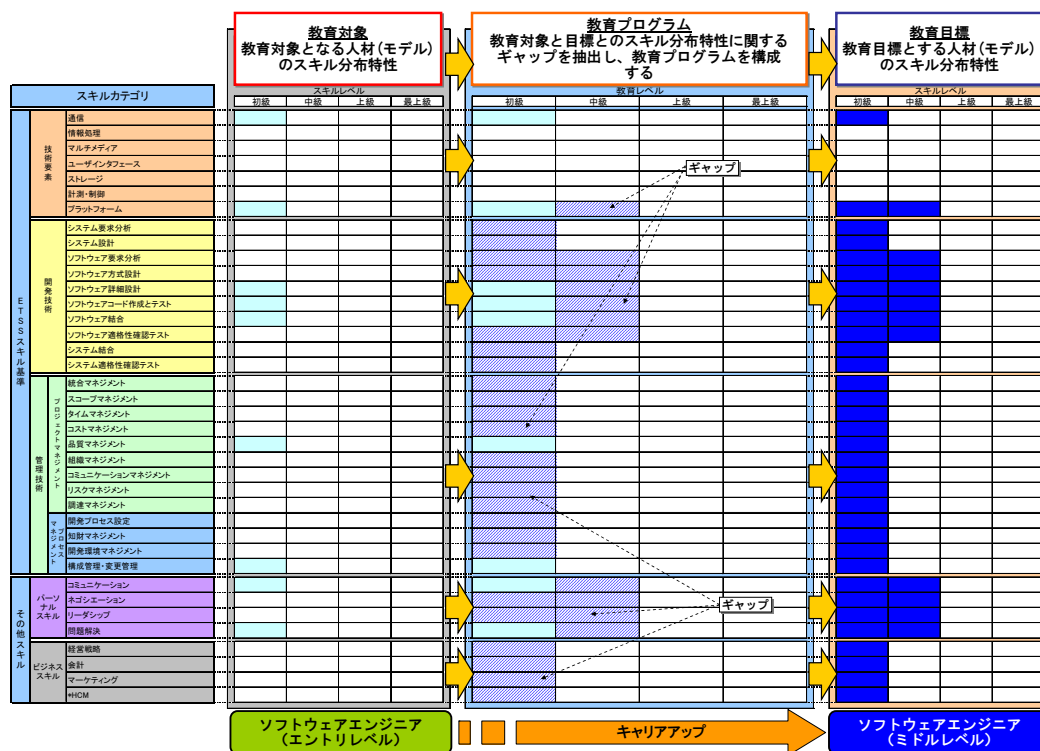 教育対象
教育対象となる人材（モデル）
のスキル分布特性
教育プログラム
教育対象と目標とのスキル分布特性に関する
ギャップを抽出し、教育プログラムを構成
する
教育目標
教育目標とする人材（モデル）
のスキル分布特性
スキルカテゴリ
スキルレベル
初級 中級 上級 最上級
教育レベル
初級 中級 上級 最上級
スキルレベル
初級 中級 上級 最上級
ETSSスキル基準
技術要素
通信
情報処理
マルチメディア
ユーザインタフェース
ストレージ
計測・制御
プラットフォーム
開発技術
システム要求分析
システム設計
ソフトウェア要求分析
ソフトウェア方式設計
ソフトウェア詳細設計
ソフトウェアコード作成とテスト
ソフトウェア結合
ソフトウェア適格性確認テスト
システム結合
システム適格性確認テスト
管理技術
プロジェクトマネジメント
統合マネジメント
スコープマネジメント
タイムマネジメント
コストマネジメント
品質マネジメント
組織マネジメント
コミュニケーションマネジメント
リスクマネジメント
調達マネジメント
プロセス
マネジメント
開発プロセス設定
知財マネジメント
開発環境マネジメント
構成管理・変更管理
その他スキル
パーソ
ナル
スキル
コミュニケーション
ネゴシエーション
リーダシップ
問題解決
ビジネス
スキル
経営戦略
会計
マーケティング
*HCM
ギャップ
ギャップ
ソフトウェアエンジニア
（エントリレベル）
キャリアアップ
ソフトウェアエンジニア
（ミドルレベル）